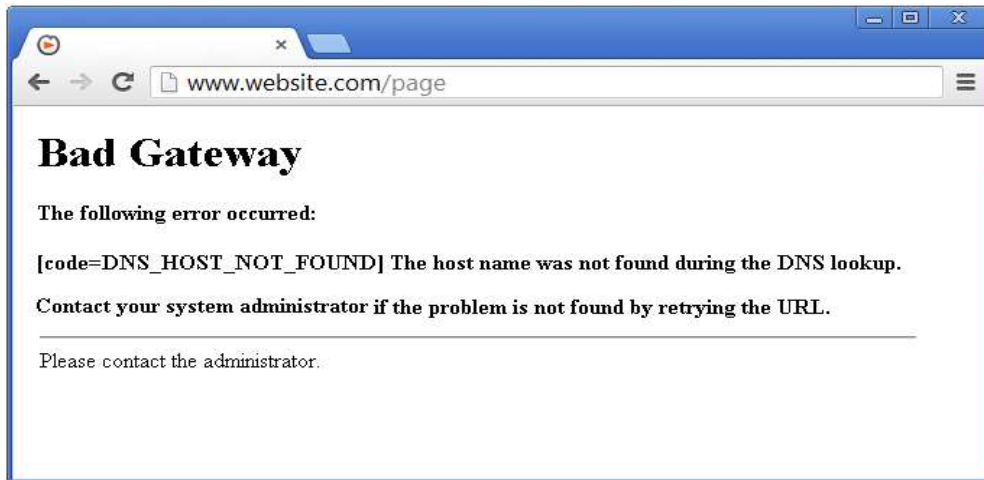 www.website.com/page
Bad Gateway
The following error occurred:
[code=DNS_HOST_NOT_FOUND] The host name was not found during the DNS lookup.
Contact your system administrator if the problem is not found by retrying the URL.
Please contact the administrator.